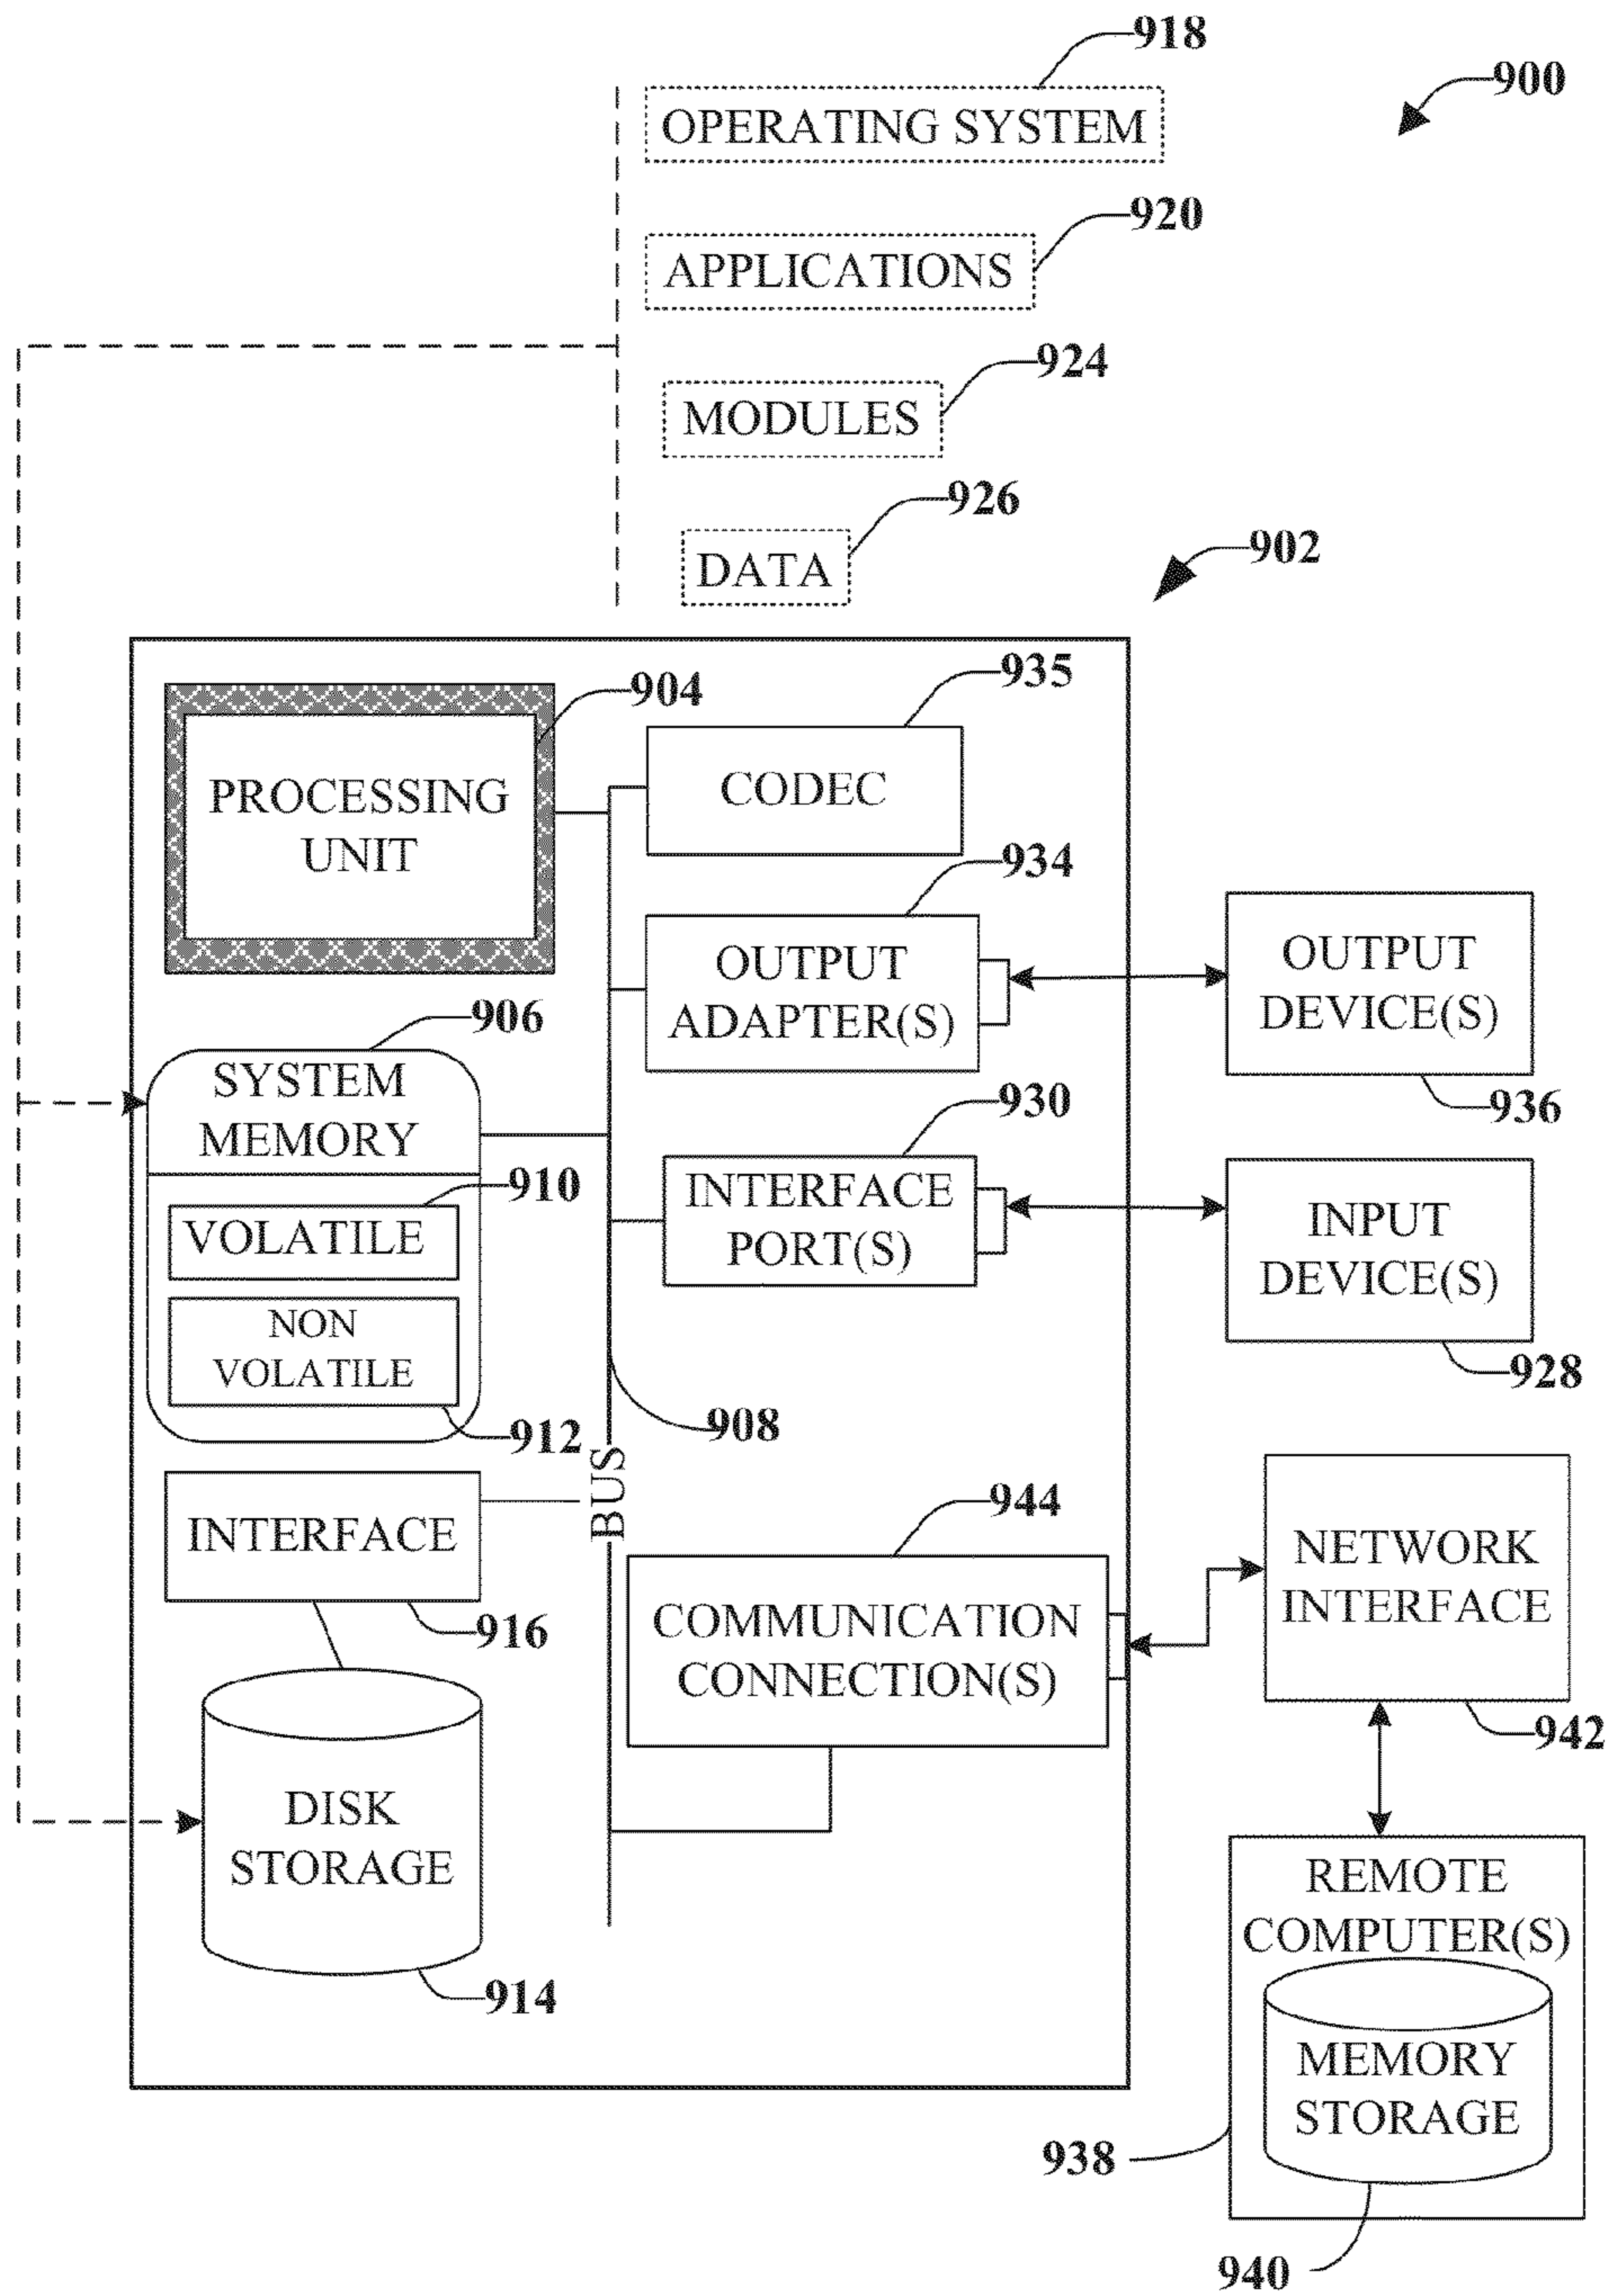 918
900
OPERATING SYSTEM
920
APPLICATIONS
924
MODULES
926
DATA
902
904
PROCESSING
UNIT
935
CODEC
934
OUTPUT
ADAPTER(S)
OUTPUT
DEVICE(S)
936
906
SYSTEM
MEMORY
910
VOLATILE
NON
VOLATILE
912
930
INTERFACE
PORT(S)
INPUT
DEVICE(S)
928
908
BUS
INTERFACE
916
944
COMMUNICATION
CONNECTION(S)
NETWORK
INTERFACE
942
DISK
STORAGE
914
REMOTE
COMPUTER(S)
MEMORY
STORAGE
938
940